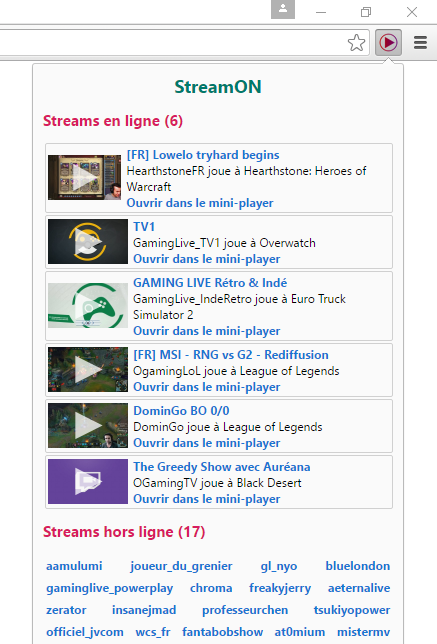 StreamON
Streams en ligne (6)
[FR] Lowelo tryhard begins
HearthstoneFR joue à Hearthstone: Heroes of
Warcraft
Ouvrir dans le mini-player
TV1
GamingLive_TV1 joue à Overwatch
Ouvrir dans le mini-player
GAMING LIVE Rétro & Indé
GamingLive_IndeRetro joue à Euro Truck
Simulator 2
Ouvrir dans le mini-player
[FR] MSI - RNG vs G2 - Rediffusion
OgamingLoL joue à League of Legends
Ouvrir dans le mini-player
DominGo BO 0/0
DominGo joue à League of Legends
Ouvrir dans le mini-player
The Greedy Show avec Auréana
OGamingTV joue à Black Desert
Ouvrir dans le mini-player
Streams hors ligne (17)
aamulumi joueur_du_grenier gl_nyo bluelondon
gaminglive_powerplay chroma freakyjerry aeternalive
zerator insanejmad professeurchen tsukiyopower
officiel_jvcom wcs_fr fantabobshow at0mium mistermv